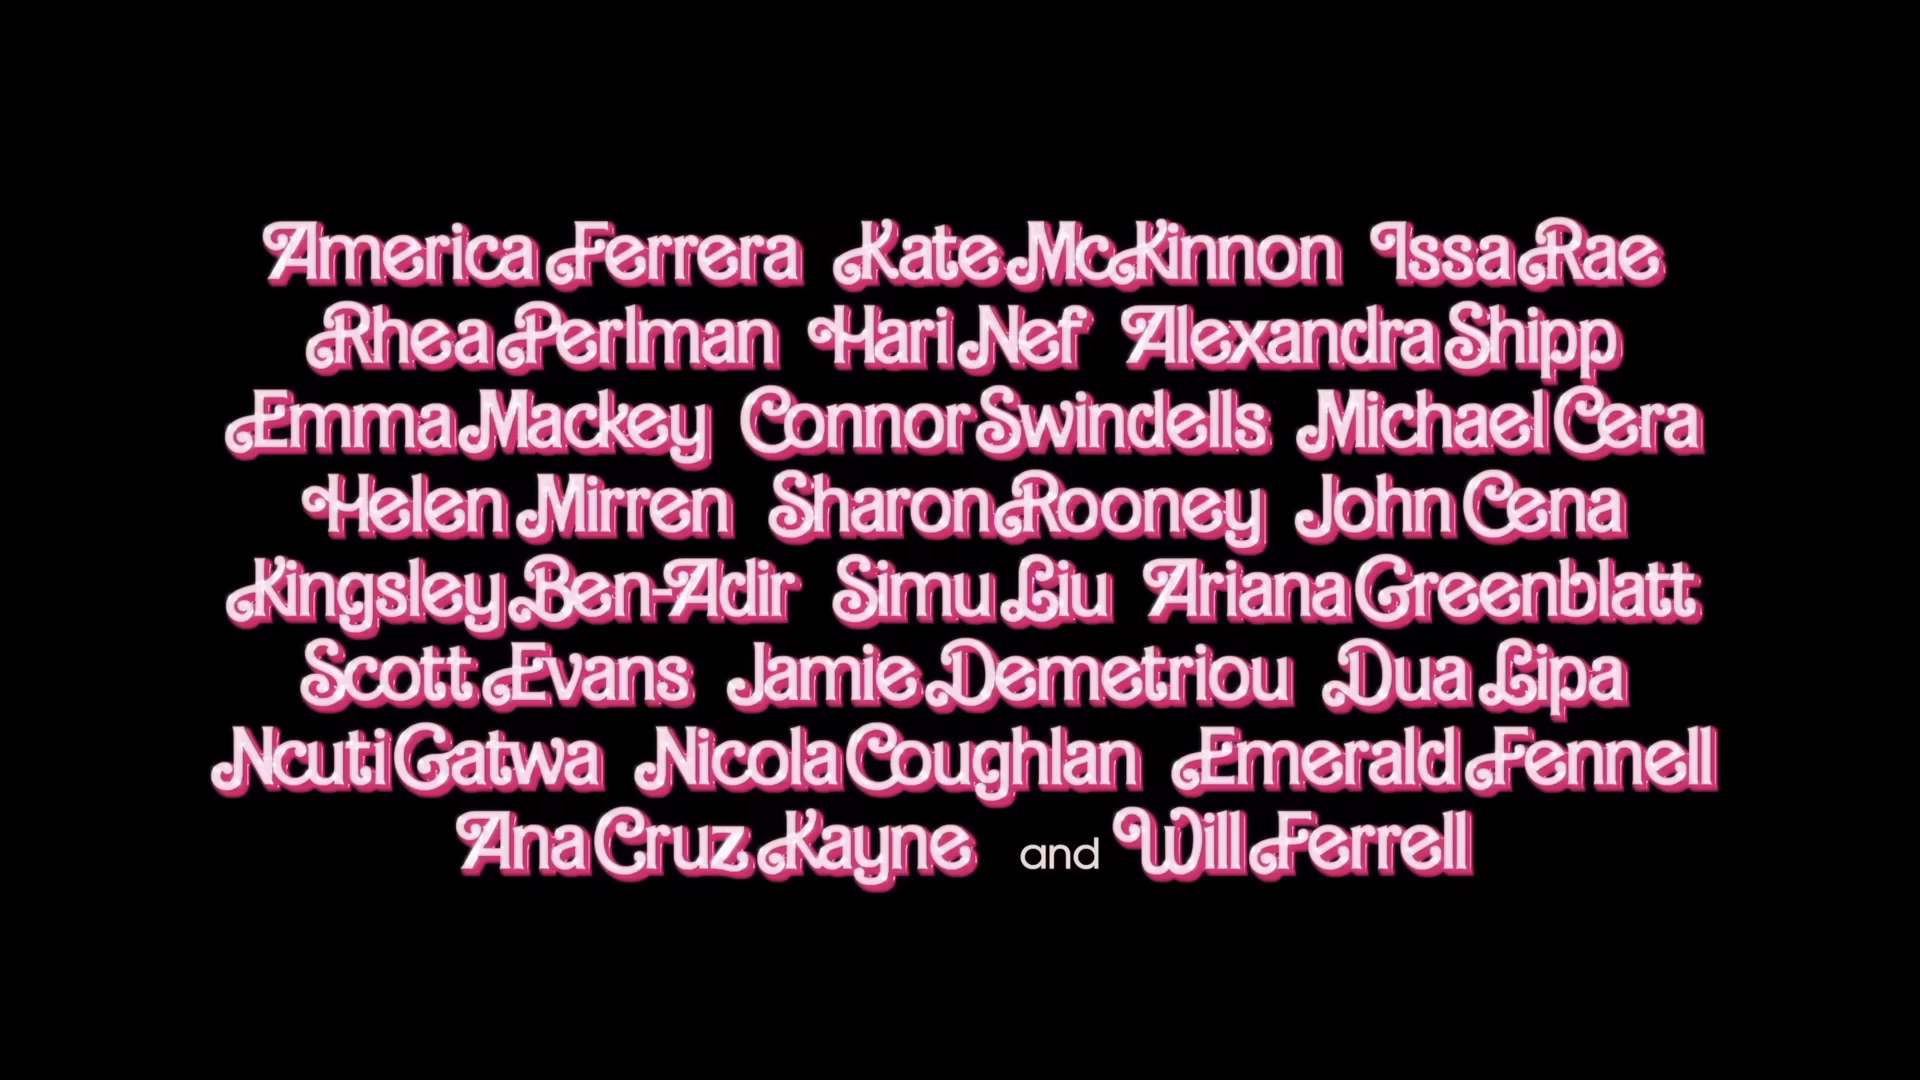 America Ferrera Kate McKinnon Issa Rae
Rhea Perlman Hari Nef Alexandra Shipp
Emma Mackey Connor Swindells Michael Cera
Helen Mirren Sharon Rooney John Cena
Kingsley Ben-Adir Simu Liu Ariana Greenblatt
Scott Evans Jamie Demetriou Dua Lipa
Ncuti Gatwa Nicola Coughlan Emerald Fennell
Ana Cruz Kayne and Will Ferrell